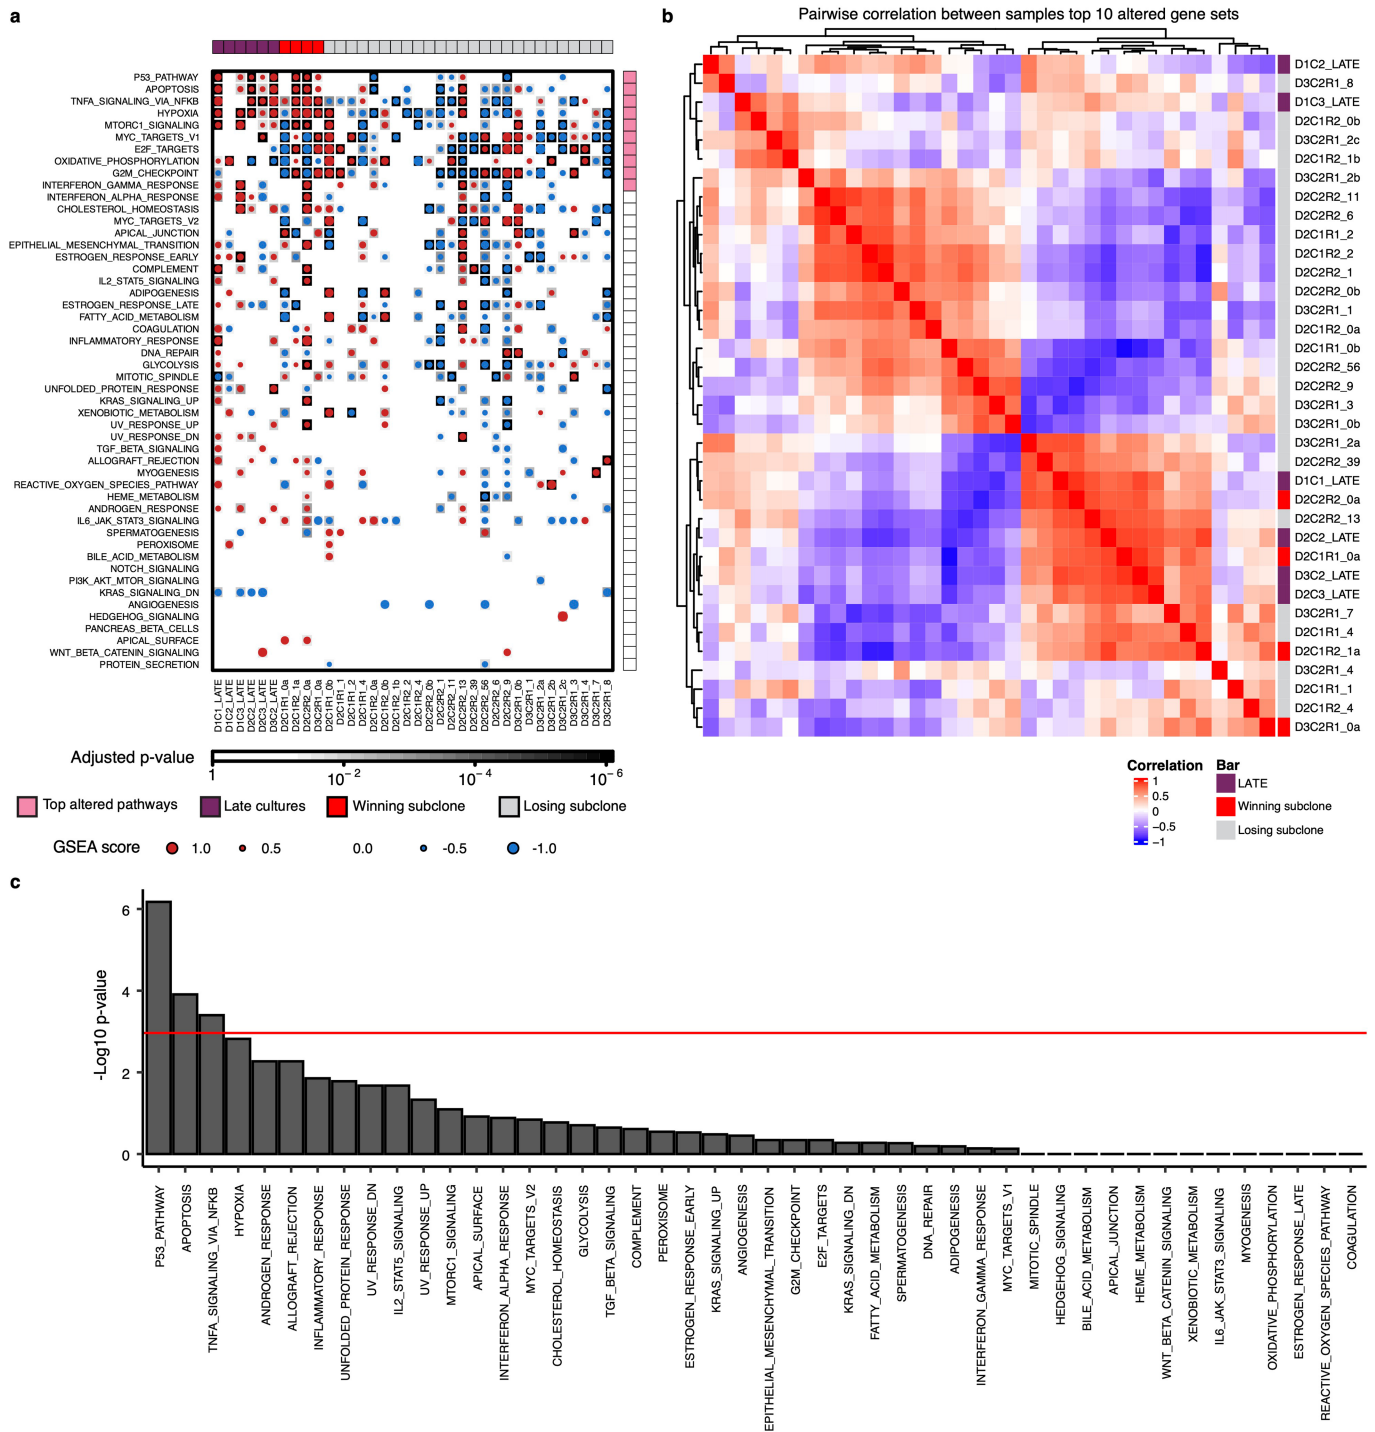 a
P53_PATHWAY
APOPTOSIS
TNFA_SIGNALING_VIA_NFKB
HYPOXIA
MTORC1_SIGNALING
MYC_TARGETS_V1
E2F_TARGETS
OXIDATIVE_PHOSPHORYLATION
G2M_CHECKPOINT
INTERFERON_GAMMA_RESPONSE
INTERFERON_ALPHA_RESPONSE
CHOLESTEROL_HOMEOSTASIS
MYC_TARGETS_V2
APICAL_JUNCTION
EPITHELIAL_MESENCHYMAL_TRANSITION
ESTROGEN_RESPONSE_EARLY
COMPLEMENT
IL2_STAT5_SIGNALING
ADIPOGENESIS
ESTROGEN_RESPONSE_LATE
FATTY_ACID_METABOLISM
COAGULATION
INFLAMMATORY_RESPONSE
DNA_REPAIR
GLYCOLYSIS
MITOTIC_SPINDLE
UNFOLDED_PROTEIN_RESPONSE
KRAS_SIGNALING_UP
XENOBIOTIC_METABOLISM
UV_RESPONSE_UP
UV_RESPONSE_DN
TGF_BETA_SIGNALING
ALLOGRAFT_REJECTION
MYOGENESIS
REACTIVE_OXYGEN_SPECIES_PATHWAY
HEME_METABOLISM
ANDROGEN_RESPONSE
IL6_JAK_STAT3_SIGNALING
SPERMATOGENESIS
PEROXISOME
BILE_ACID_METABOLISM
NOTCH_SIGNALING
PI3K_AKT_MTOR_SIGNALING
KRAS_SIGNALING_DN
ANGIOGENESIS
HEDGEHOG_SIGNALING
PANCREAS_BETA_CELLS
APICAL_SURFACE
WNT_BETA_CATENIN_SIGNALING
PROTEIN_SECRETION
D1C1_LATE
D1C2_LATE
D1C3_LATE
D2C2_LATE
D2C3_LATE
D3C2_LATE
D2C1R1_0a
D2C1R2_1a
D2C2R2_0a
D3C2R1_0a
D2C1R1_0b
D2C1R1_1
D2C1R1_2
D2C1R1_4
D2C1R2_0a
D2C1R2_0b
D2C1R2_1b
D2C1R2_2
D2C1R2_4
D2C2R2_0b
D2C2R2_1
D2C2R2_11
D2C2R2_13
D2C2R2_39
D2C2R2_56
D2C2R2_6
D2C2R2_9
D3C2R1_0b
D3C2R1_1
D3C2R1_2a
D3C2R1_2b
D3C2R1_2c
D3C2R1_3
D3C2R1_4
D3C2R1_7
D3C2R1_8
Adjusted p-value
1
10-2
10-4
10-6
Top altered pathways
Late cultures
Winning subclone
Losing subclone
GSEA score
1.0
0.5
0.0
-0.5
-1.0
b
Pairwise correlation between samples top 10 altered gene sets
D1C2_LATE
D3C2R1_8
D1C3_LATE
D2C1R2_0b
D3C2R1_2c
D2C1R2_1b
D3C2R1_2b
D2C2R2_11
D2C2R2_6
D2C1R1_2
D2C1R2_2
D2C2R2_1
D2C2R2_0b
D3C2R1_1
D2C1R2_0a
D2C1R1_0b
D2C2R2_56
D2C2R2_9
D3C2R1_3
D3C2R1_0b
D3C2R1_2a
D2C2R2_39
D1C1_LATE
D2C2R2_0a
D2C2R2_13
D2C2_LATE
D2C1R1_0a
D3C2_LATE
D2C3_LATE
D3C2R1_7
D2C1R1_4
D2C1R2_1a
D3C2R1_4
D2C1R1_1
D2C1R2_4
D3C2R1_0a
Correlation
1
0.5
0
−0.5
−1
Bar
LATE
Winning subclone
Losing subclone
c
-Log10 p-value
6
4
2
0
P53_PATHWAY
APOPTOSIS
TNFA_SIGNALING_VIA_NFKB
HYPOXIA
ANDROGEN_RESPONSE
ALLOGRAFT_REJECTION
INFLAMMATORY_RESPONSE
UNFOLDED_PROTEIN_RESPONSE
UV_RESPONSE_DN
IL2_STAT5_SIGNALING
UV_RESPONSE_UP
MTORC1_SIGNALING
APICAL_SURFACE
INTERFERON_ALPHA_RESPONSE
MYC_TARGETS_V2
CHOLESTEROL_HOMEOSTASIS
GLYCOLYSIS
TGF_BETA_SIGNALING
COMPLEMENT
PEROXISOME
ESTROGEN_RESPONSE_EARLY
KRAS_SIGNALING_UP
ANGIOGENESIS
EPITHELIAL_MESENCHYMAL_TRANSITION
G2M_CHECKPOINT
E2F_TARGETS
KRAS_SIGNALING_DN
FATTY_ACID_METABOLISM
SPERMATOGENESIS
DNA_REPAIR
ADIPOGENESIS
INTERFERON_GAMMA_RESPONSE
MYC_TARGETS_V1
MITOTIC_SPINDLE
HEDGEHOG_SIGNALING
BILE_ACID_METABOLISM
APICAL_JUNCTION
HEME_METABOLISM
WNT_BETA_CATENIN_SIGNALING
XENOBIOTIC_METABOLISM
IL6_JAK_STAT3_SIGNALING
MYOGENESIS
OXIDATIVE_PHOSPHORYLATION
ESTROGEN_RESPONSE_LATE
REACTIVE_OXYGEN_SPECIES_PATHWAY
COAGULATION